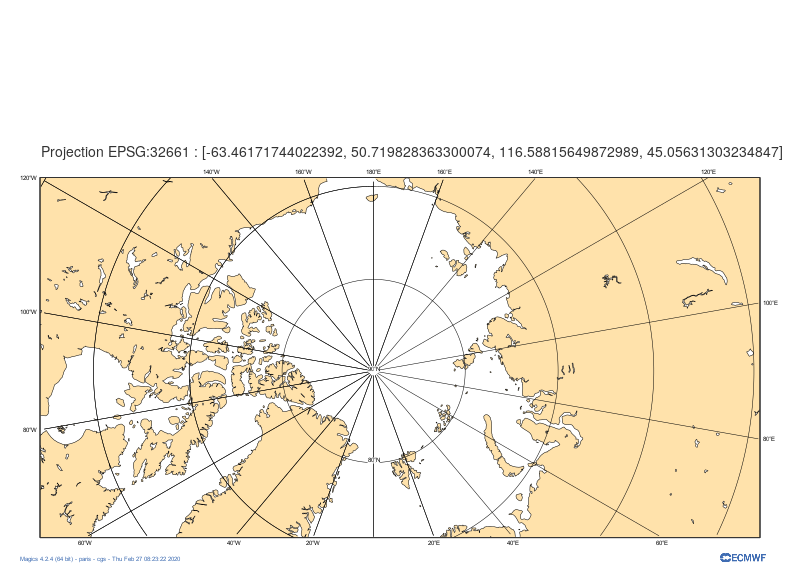 Projection EPSG:32661 : [-63.46171744022392, 50.719828363300074, 116.58815649872989, 45.05631303234847]
120°W 140°W 160°W 180°E 160°E 140°E 120°E
100°W 100°E
90°N
80°W 80°E
80°N
60°W 40°W 20°W 20°E 40°E 60°E
Magics 4.2.4 (64 bit) - paris - cgs - Thu Feb 27 08:23:22 2020
ECMWF